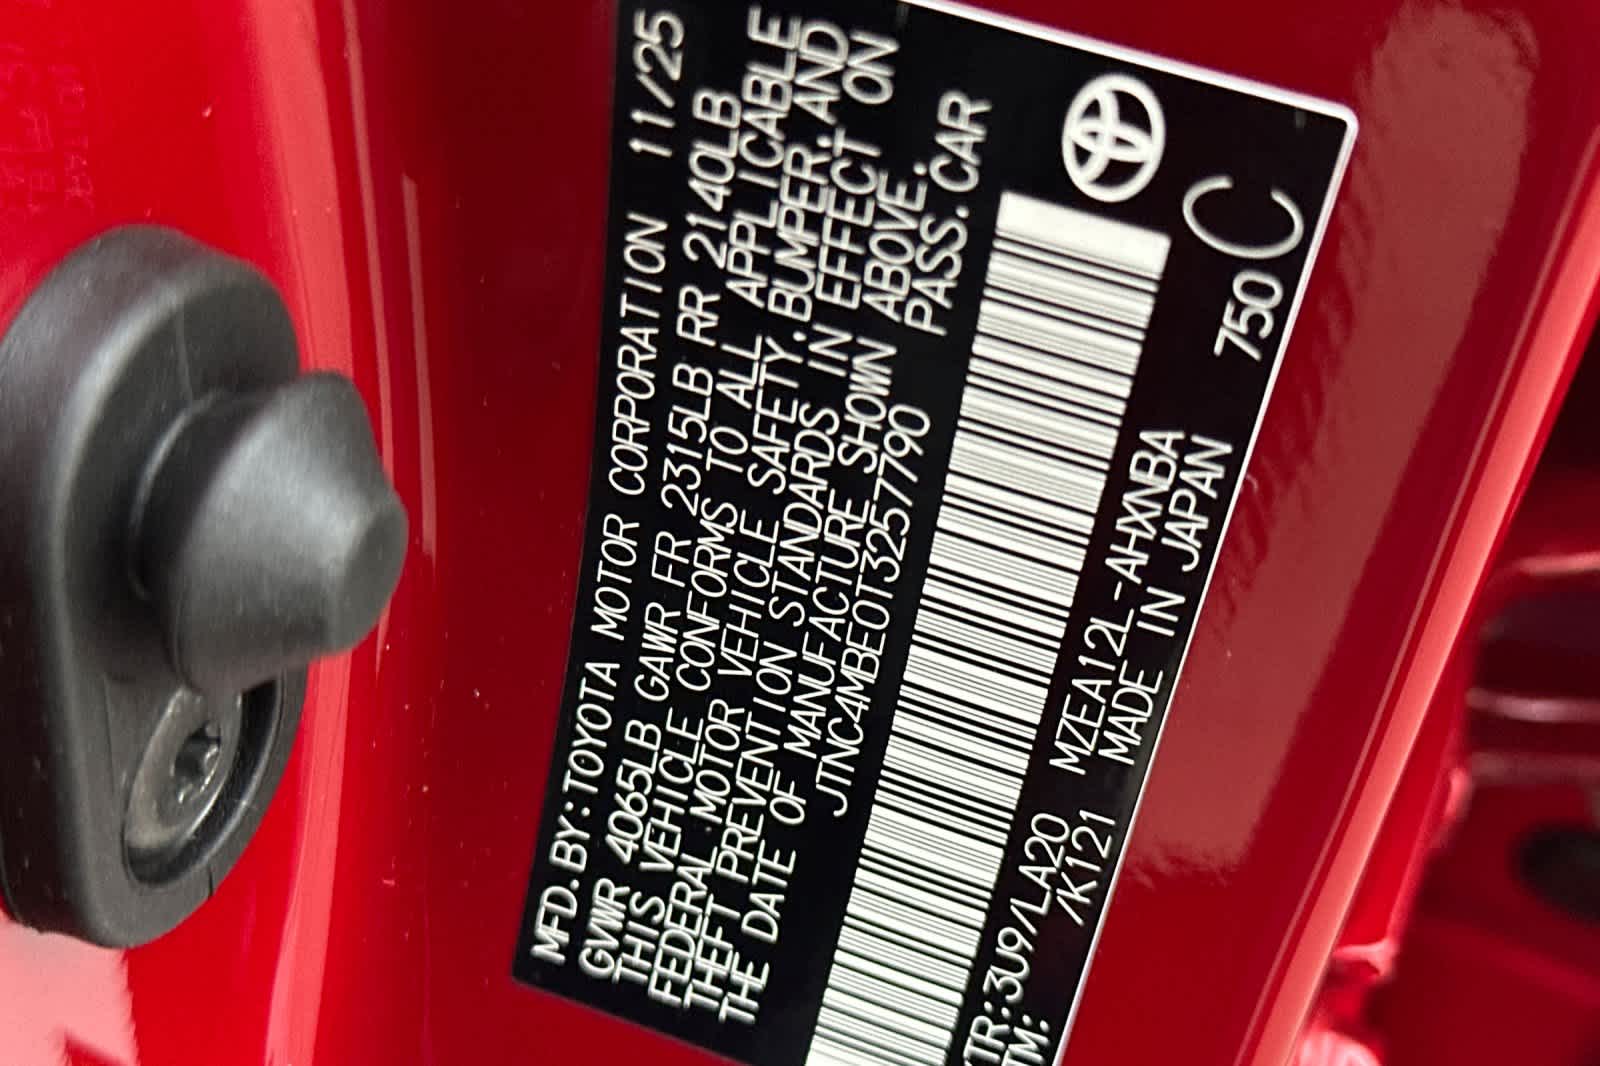 MFD.BY:TOYOTA MOTOR CORPORATION 11/25
GVWR 4065LB GAWR FR 2315LB RR 2140LB
THIS VEHICLE CONFORMS TO ALL APPLICABLE
FEDERAL MOTOR VEHICLE SAFETY,BUMPER,AND
THEFT PREVENTION STANDARDS IN EFFECT ON
THE DATE OF MANUFACTURE SHOWN ABOVE.
JTNC4MBE0T3257790 PASS.CAR
TR:3U9/LA20 MZEA12L-AHXNBA
TM: /K121 MADE IN JAPAN 750 C